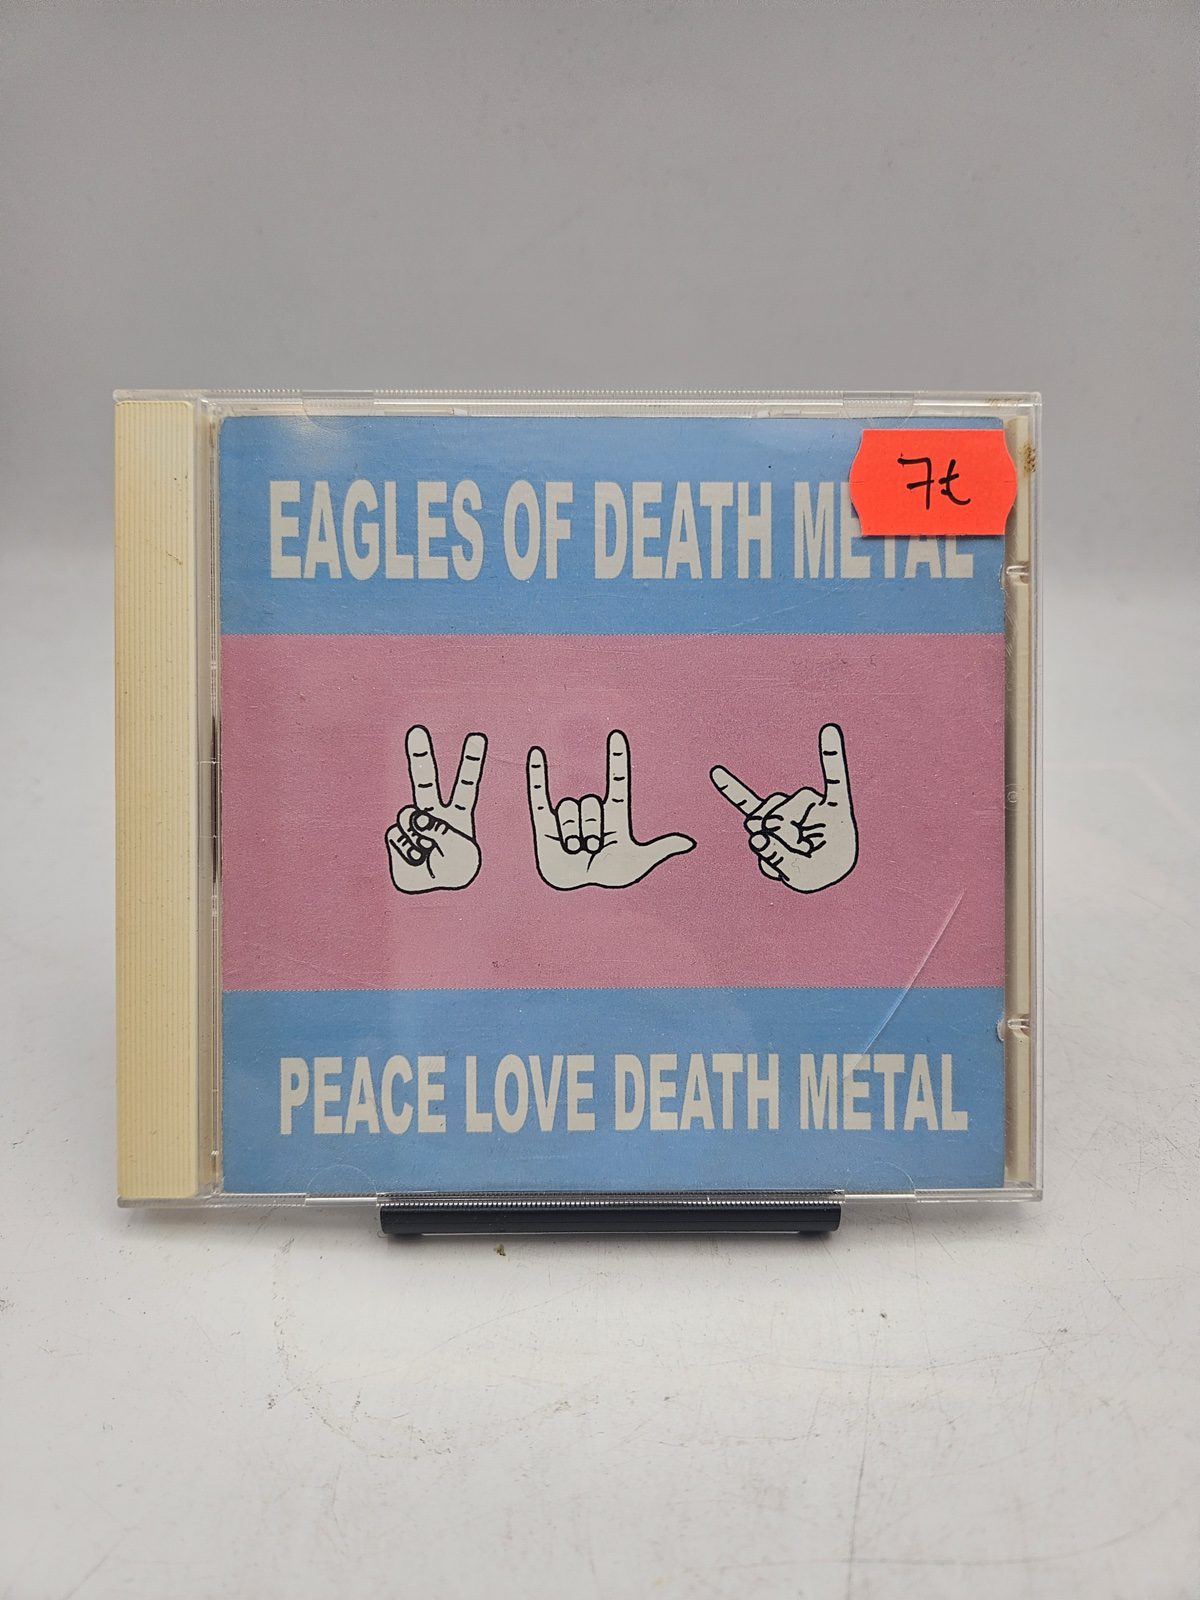 EAGLES OF DEATH METAL
7€
PEACE LOVE DEATH METAL